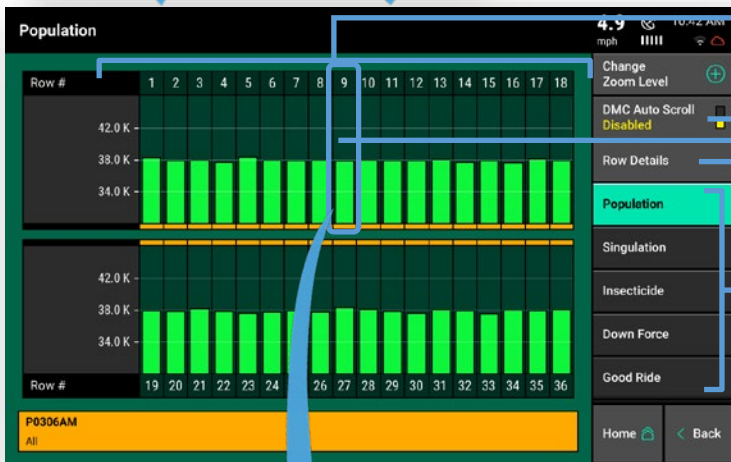 Population
4.9
10:42 AM
mph
Row # 1 2 3 4 5 6 7 8 9 10 11 12 13 14 15 16 17 18
42.0 K
38.0 K
34.0 K
42.0 K
38.0 K
34.0 K
Row # 19 20 21 22 23 24 26 27 28 29 30 31 32 33 34 35 36
P0306AM
All
Change
Zoom Level
DMC Auto Scroll
Disabled
Row Details
Population
Singulation
Insecticide
Down Force
Good Ride
Home
Back